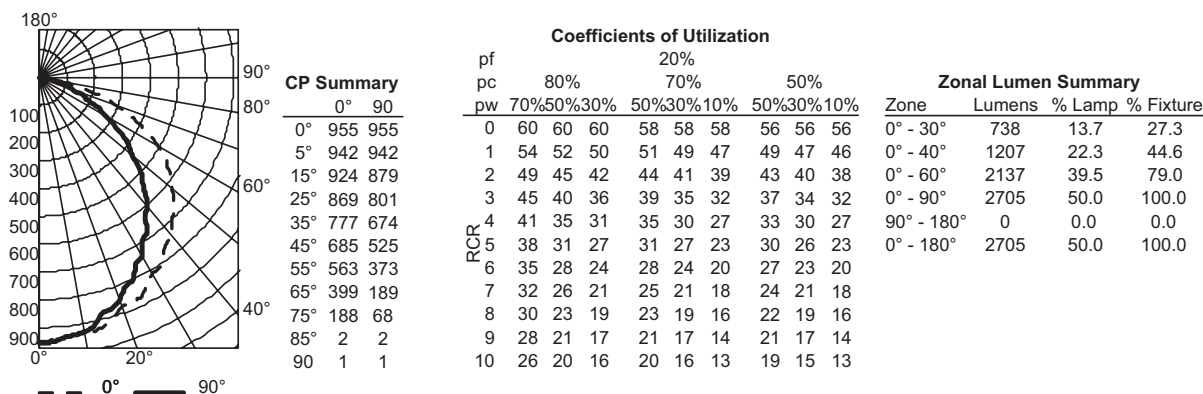 180°
90°
80°
60°
40°
100
200
300
400
500
600
700
800
900
0° 20°
0° 90°
CP Summary
0° 90
0° 955 955
5° 942 942
15° 924 879
25° 869 801
35° 777 674
45° 685 525
55° 563 373
65° 399 189
75° 188 68
85° 2 2
90 1 1
Coefficients of Utilization
pf 20%
pc 80% 70% 50%
pw 70%50%30% 50%30%10% 50%30%10%
RCR
0 60 60 60 58 58 58 56 56 56
1 54 52 50 51 49 47 49 47 46
2 49 45 42 44 41 39 43 40 38
3 45 40 36 39 35 32 37 34 32
4 41 35 31 35 30 27 33 30 27
5 38 31 27 31 27 23 30 26 23
6 35 28 24 28 24 20 27 23 20
7 32 26 21 25 21 18 24 21 18
8 30 23 19 23 19 16 22 19 16
9 28 21 17 21 17 14 21 17 14
10 26 20 16 20 16 13 19 15 13
Zonal Lumen Summary
Zone Lumens % Lamp % Fixture
0° - 30° 738 13.7 27.3
0° - 40° 1207 22.3 44.6
0° - 60° 2137 39.5 79.0
0° - 90° 2705 50.0 100.0
90° - 180° 0 0.0 0.0
0° - 180° 2705 50.0 100.0